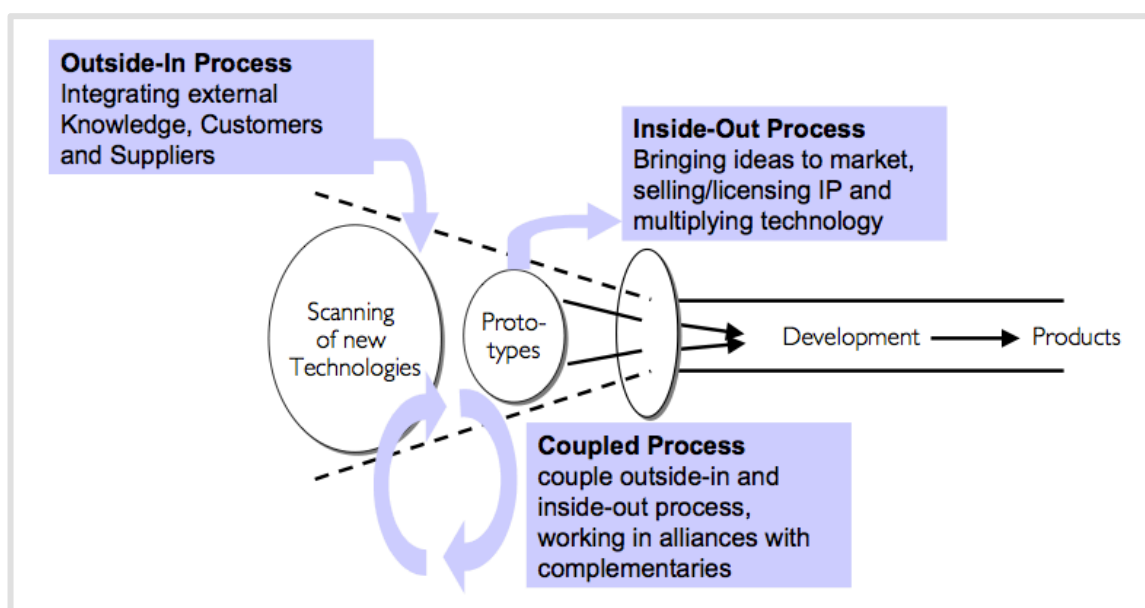 Outside-In Process
Integrating external
Knowledge, Customers
and Suppliers
Inside-Out Process
Bringing ideas to market,
selling/licensing IP and
multiplying technology
Scanning
of new
Technologies
Proto-
types
Development
Products
Coupled Process
couple outside-in and
inside-out process,
working in alliances with
complementaries